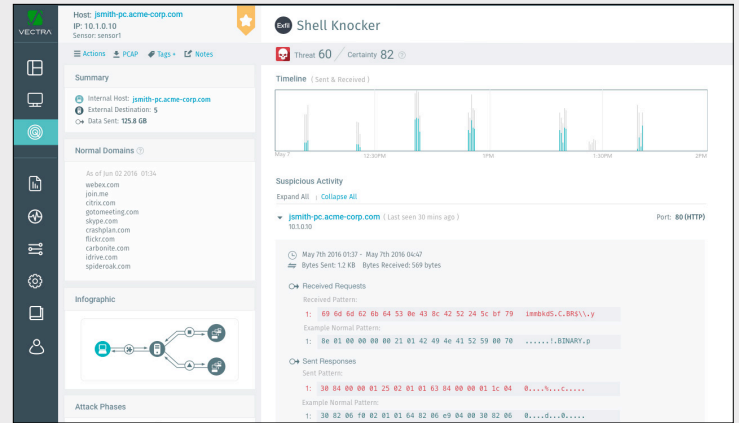 VECTRA
Host: jsmith-pc.acme-corp.com
IP: 10.1.0.10
Sensor: sensor1
Actions PCAP Tags + Notes
Summary
Internal Host: jsmith-pc.acme-corp.com
External Destination: 5
Data Sent: 125.8 GB
Normal Domains
As of Jun 02 2016 01:34
webex.com
join.me
citrix.com
gotomeeting.com
skype.com
crashplan.com
flickr.com
carbonite.com
idrive.com
spideroak.com
Infographic
Attack Phases
Exfil Shell Knocker
Threat 60 / Certainty 82
Timeline ( Sent & Received )
May 7 12:30PM 1PM 1:30PM 2PM
Suspicious Activity
Expand All | Collapse All
jsmith-pc.acme-corp.com ( Last seen 30 mins ago ) Port: 80 (HTTP)
10.1.0.10
May 7th 2016 01:37 - May 7th 2016 04:47
Bytes Sent: 1.2 KB Bytes Received: 569 bytes
Received Requests
Received Pattern:
1: 69 6d 6d 62 6b 64 53 0e 43 8c 42 52 24 5c bf 79 immbkdS.C.BR$\\.y
Example Normal Pattern:
1: 8e 01 00 00 00 00 21 01 42 49 4e 41 52 59 00 70 ......!.BINARY.p
Sent Responses
Sent Pattern:
1: 30 84 00 00 01 25 02 01 01 63 84 00 00 01 1c 04 0....%...c.....
Example Normal Pattern:
1: 30 82 06 f0 02 01 01 64 82 06 e9 04 00 30 82 06 0....d...0.....